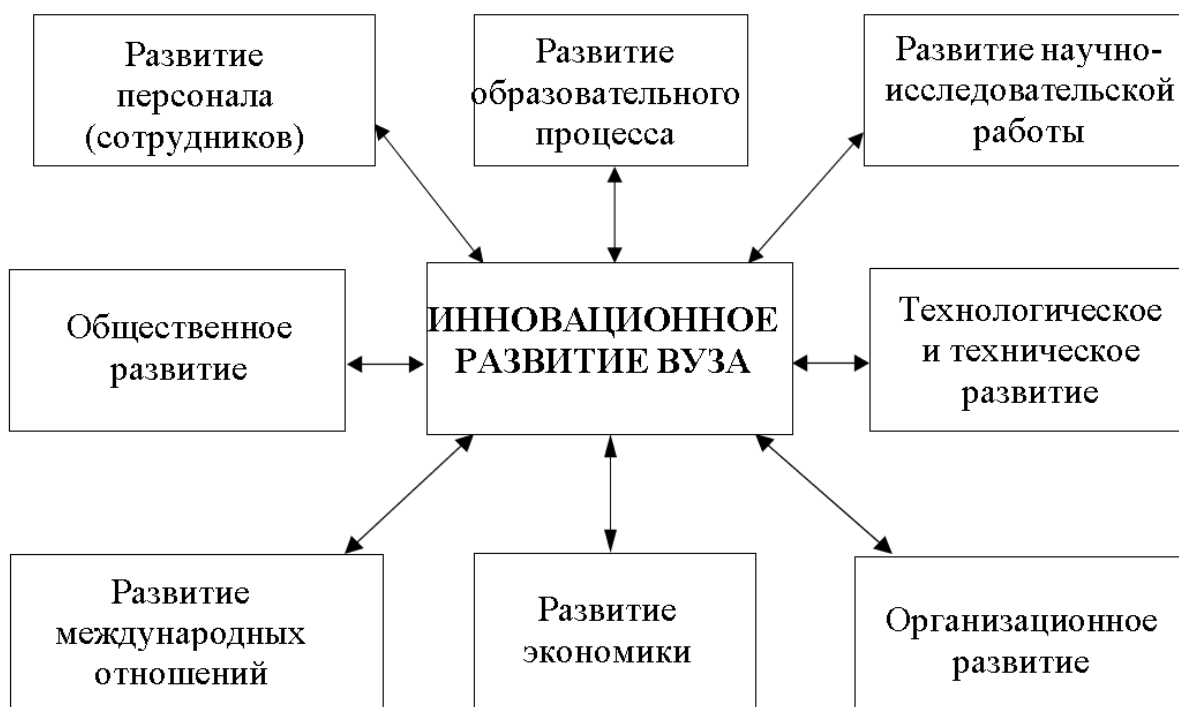 Развитие
персонала
(сотрудников)
Развитие
образовательного
процесса
Развитие научно-
исследовательской
работы
Общественное
развитие
ИННОВАЦИОННОЕ
РАЗВИТИЕ ВУЗА
Технологическое
и техническое
развитие
Развитие
международных
отношений
Развитие
экономики
Организационное
развитие